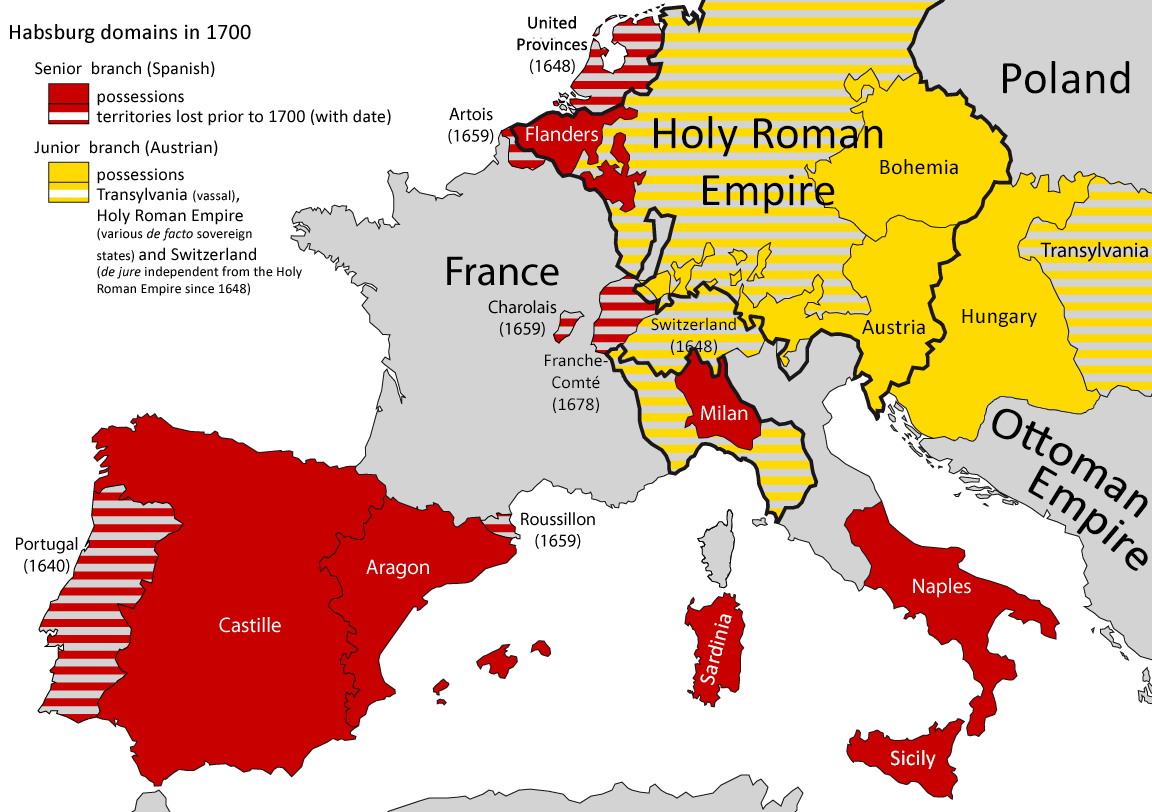 Habsburg domains in 1700
Senior branch (Spanish)
possessions
territories lost prior to 1700 (with date)
Junior branch (Austrian)
possessions
Transylvania (vassal),
Holy Roman Empire
(various de facto sovereign
states) and Switzerland
(de jure independent from the Holy
Roman Empire since 1648)
United
Provinces
(1648)
Artois
(1659)
Flanders
Holy Roman
Empire
Poland
Bohemia
Transylvania
France
Charolais
(1659)
Franche-
Comté
(1678)
Switzerland
(1648)
Austria
Hungary
Milan
Ottoman
Empire
Portugal
(1640)
Roussillon
(1659)
Aragon
Castille
Naples
Sardinia
Sicily